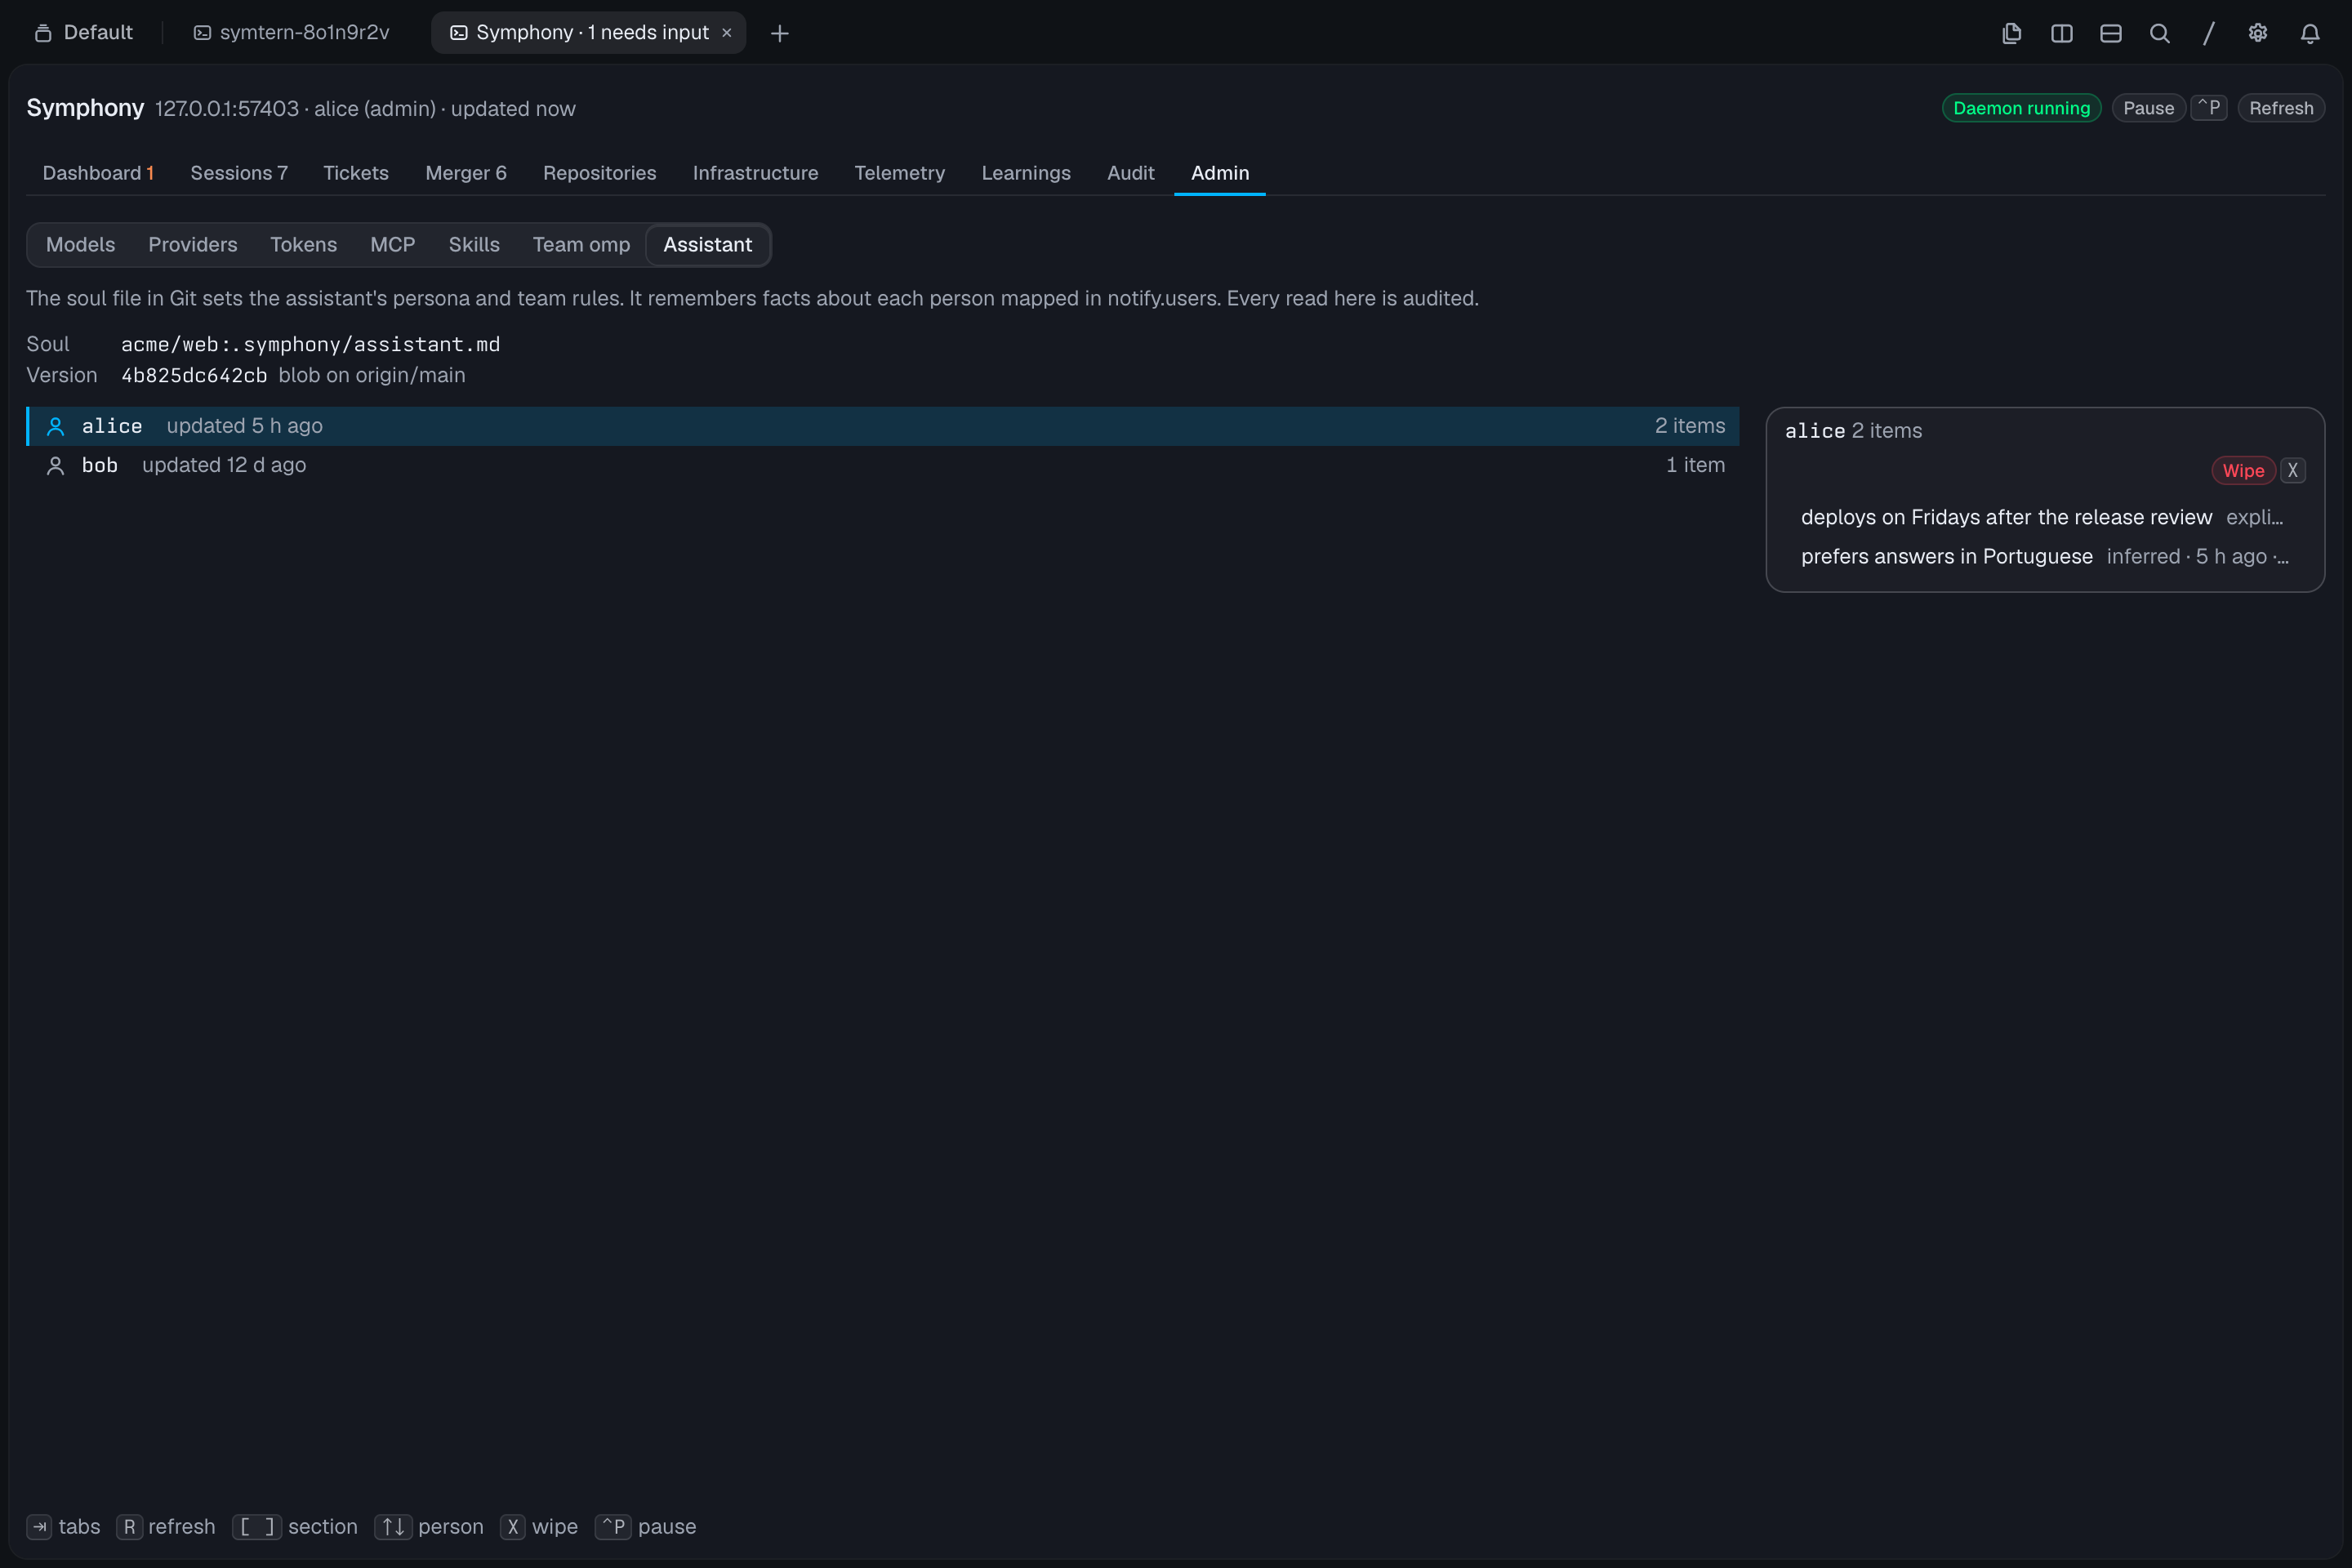 Default
symtern-8o1n9r2v
Symphony · 1 needs input ×
Symphony 127.0.0.1:57403 · alice (admin) · updated now
Daemon running Pause ^P Refresh
Dashboard 1 Sessions 7 Tickets Merger 6 Repositories Infrastructure Telemetry Learnings Audit Admin
Models Providers Tokens MCP Skills Team omp Assistant
The soul file in Git sets the assistant's persona and team rules. It remembers facts about each person mapped in notify.users. Every read here is audited.
Soul acme/web:.symphony/assistant.md
Version 4b825dc642cb blob on origin/main
alice updated 5 h ago 2 items
bob updated 12 d ago 1 item
alice 2 items
Wipe X
deploys on Fridays after the release review expli…
prefers answers in Portuguese inferred · 5 h ago ·…
tabs R refresh [ ] section ↑↓ person X wipe ^P pause